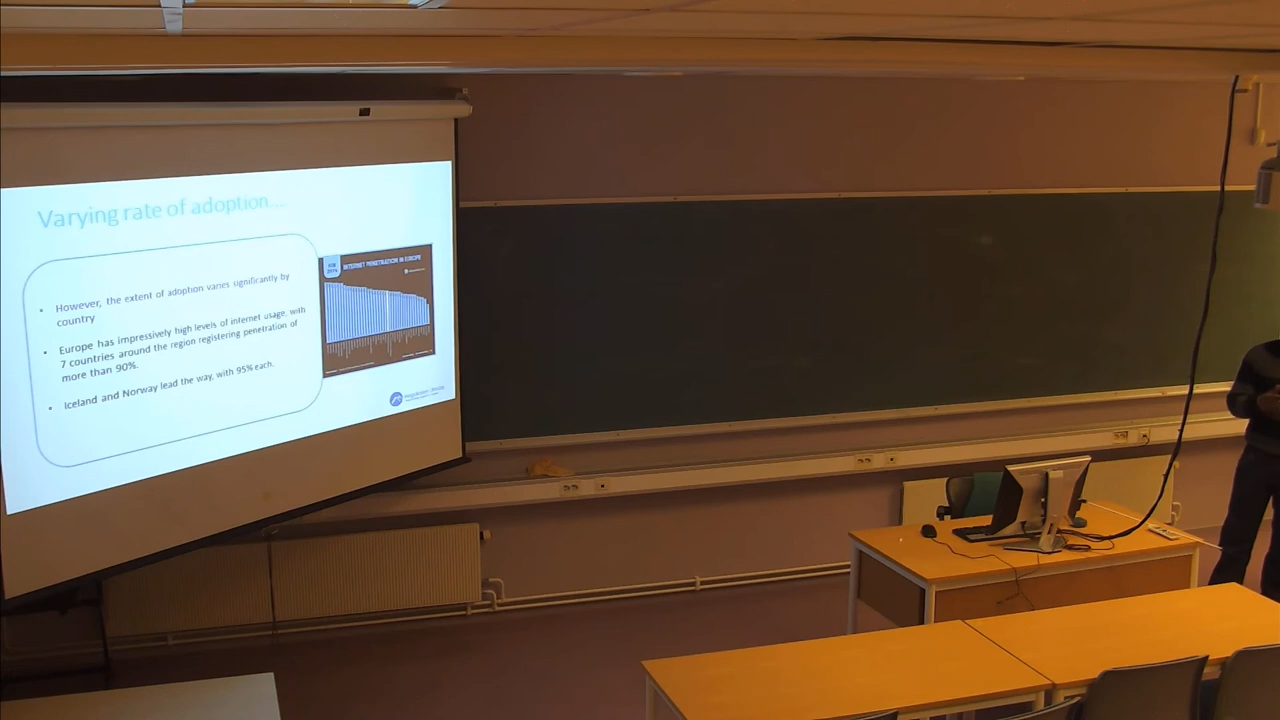 Varying rate of adoption...
However, the extent of adoption varies significantly by
country
Europe has impressively high levels of internet usage, with
7 countries around the region registering penetration of
more than 90%.
Iceland and Norway lead the way, with 95% each.
INTERNET PENETRATION IN EUROPE